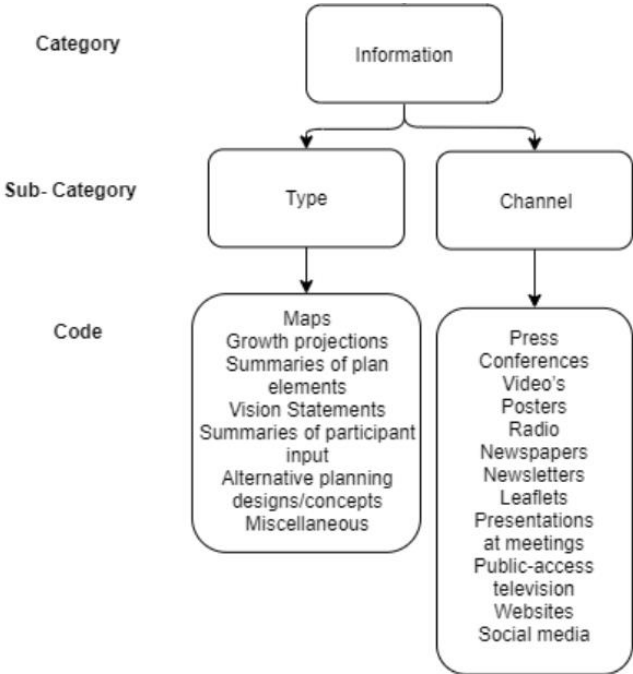 Category
Information
Sub- Category
Type
Channel
Code
Maps
Growth projections
Summaries of plan
elements
Vision Statements
Summaries of participant
input
Alternative planning
designs/concepts
Miscellaneous
Press
Conferences
Video's
Posters
Radio
Newspapers
Newsletters
Leaflets
Presentations
at meetings
Public-access
television
Websites
Social media